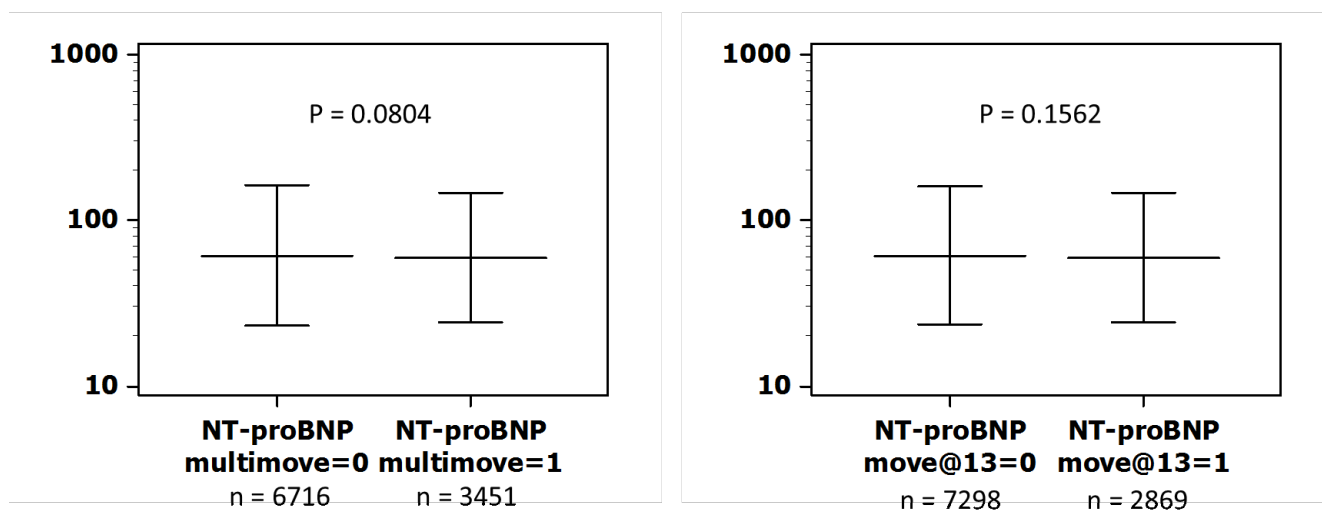 1000
P = 0.0804
100
10
NT-proBNP NT-proBNP
multimove=0 multimove=1
n = 6716 n = 3451
1000
P = 0.1562
100
10
NT-proBNP NT-proBNP
move@13=0 move@13=1
n = 7298 n = 2869